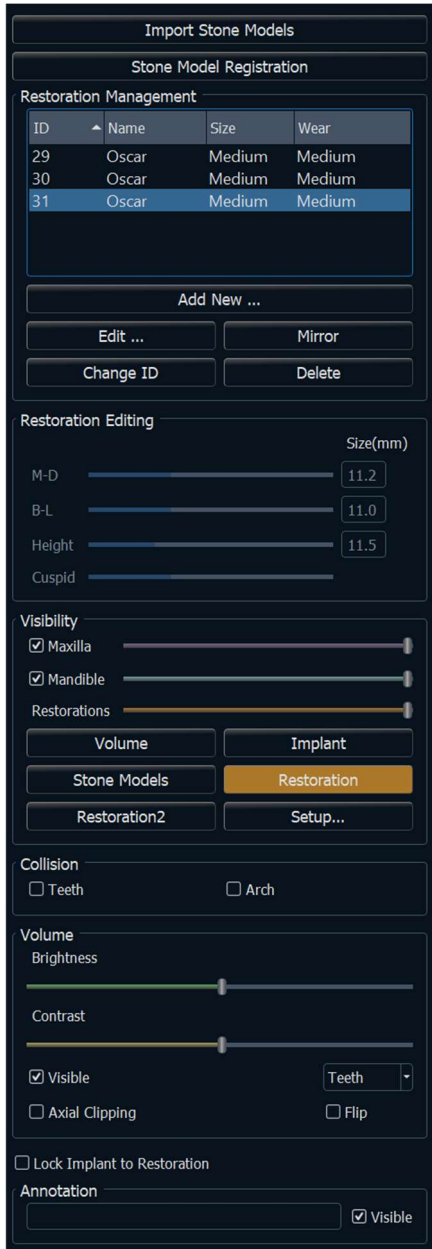 Import Stone Models
Stone Model Registration
Restoration Management
ID Name Size Wear
29 Oscar Medium Medium
30 Oscar Medium Medium
31 Oscar Medium Medium
Add New ...
Edit ... Mirror
Change ID Delete
Restoration Editing
Size(mm)
M-D 11.2
B-L 11.0
Height 11.5
Cuspid
Visibility
Maxilla
Mandible
Restorations
Volume Implant
Stone Models Restoration
Restoration2 Setup...
Collision
Teeth Arch
Volume
Brightness
Contrast
Visible Teeth
Axial Clipping Flip
Lock Implant to Restoration
Annotation
Visible